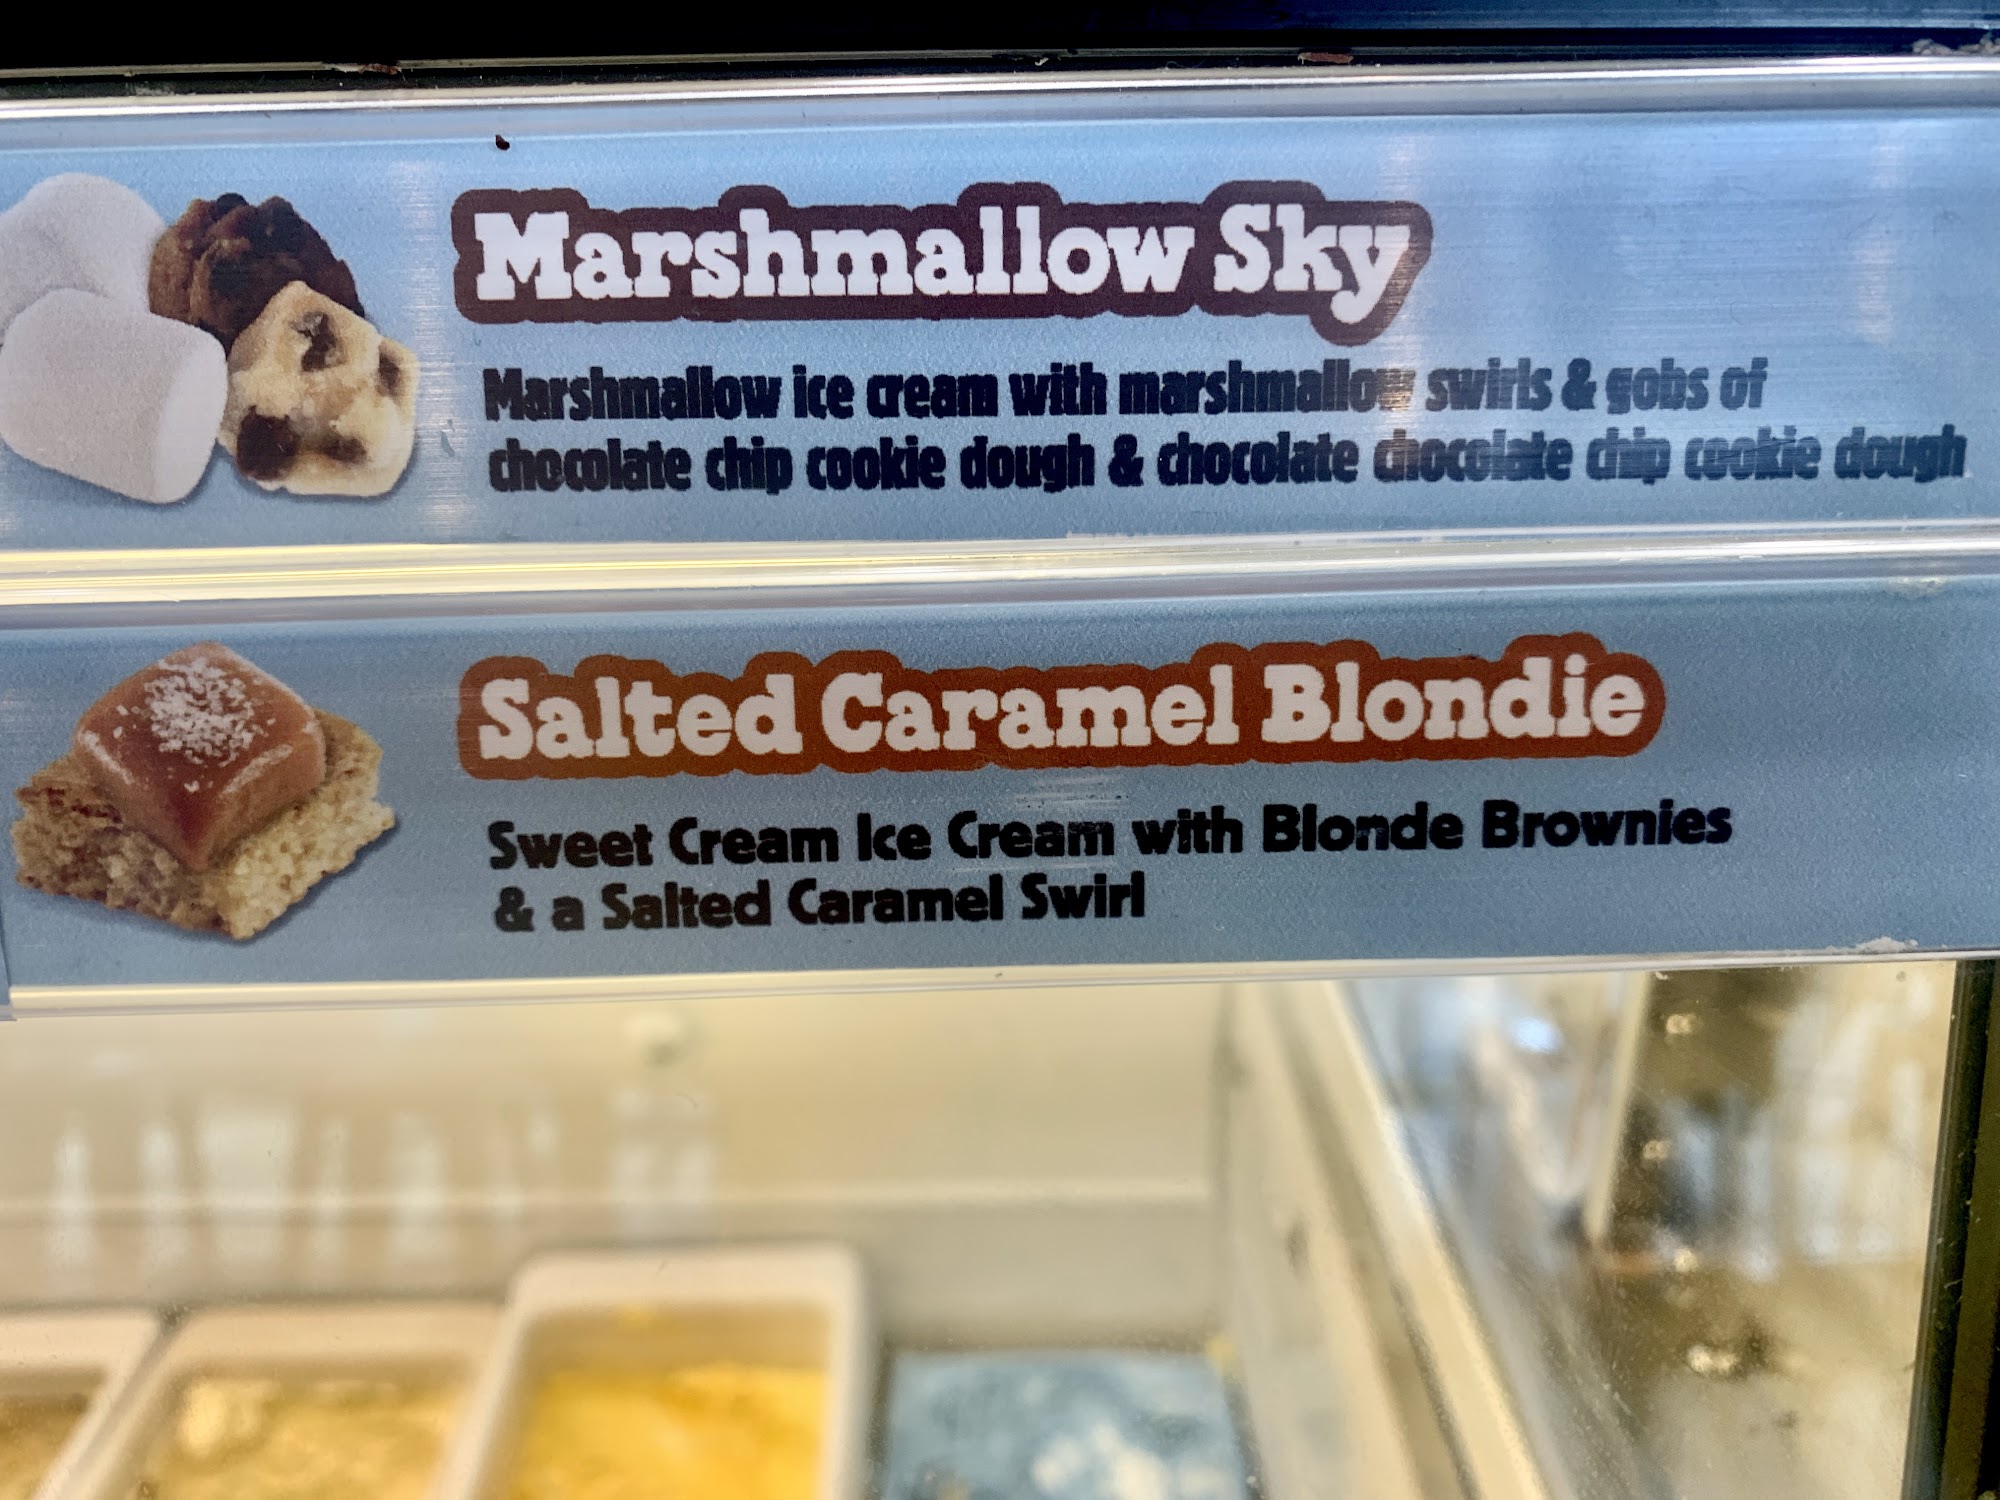 Marshmallow Sky
Marshmallow ice cream with marshmallow swirls & gobs of
chocolate chip cookie dough & chocolate chocolate chip cookie dough
Salted Caramel Blondie
Sweet Cream Ice Cream with Blonde Brownies
& a Salted Caramel Swirl